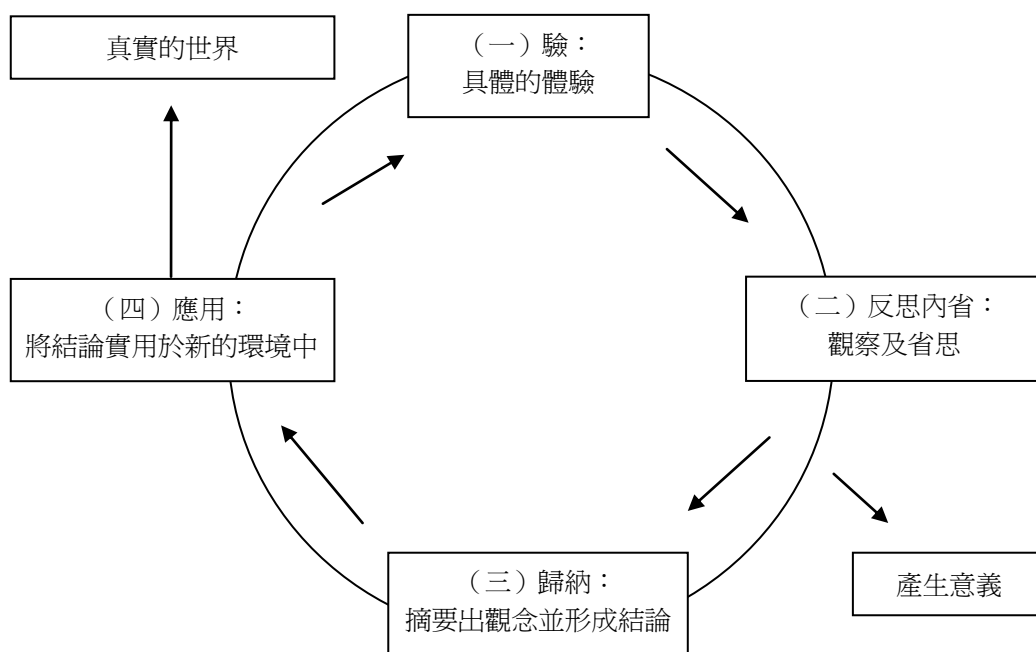 真實的世界
（一）驗：
具體的體驗
（二）反思內省：
觀察及省思
（三）歸納：
摘要出觀念並形成結論
（四）應用：
將結論實用於新的環境中
產生意義